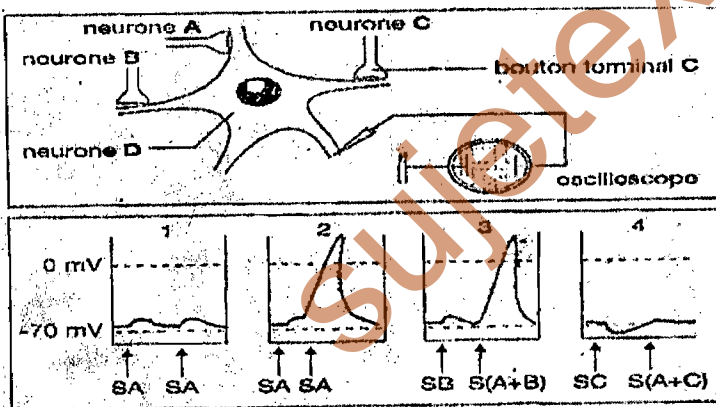 neurone A
neurone C
neurone B
bouton terminal C
neurone D
oscilloscope
1 2 3 4
0 mV
-70 mV
SA SA SA SA SB S(A+B) SC S(A+C)
sujetex